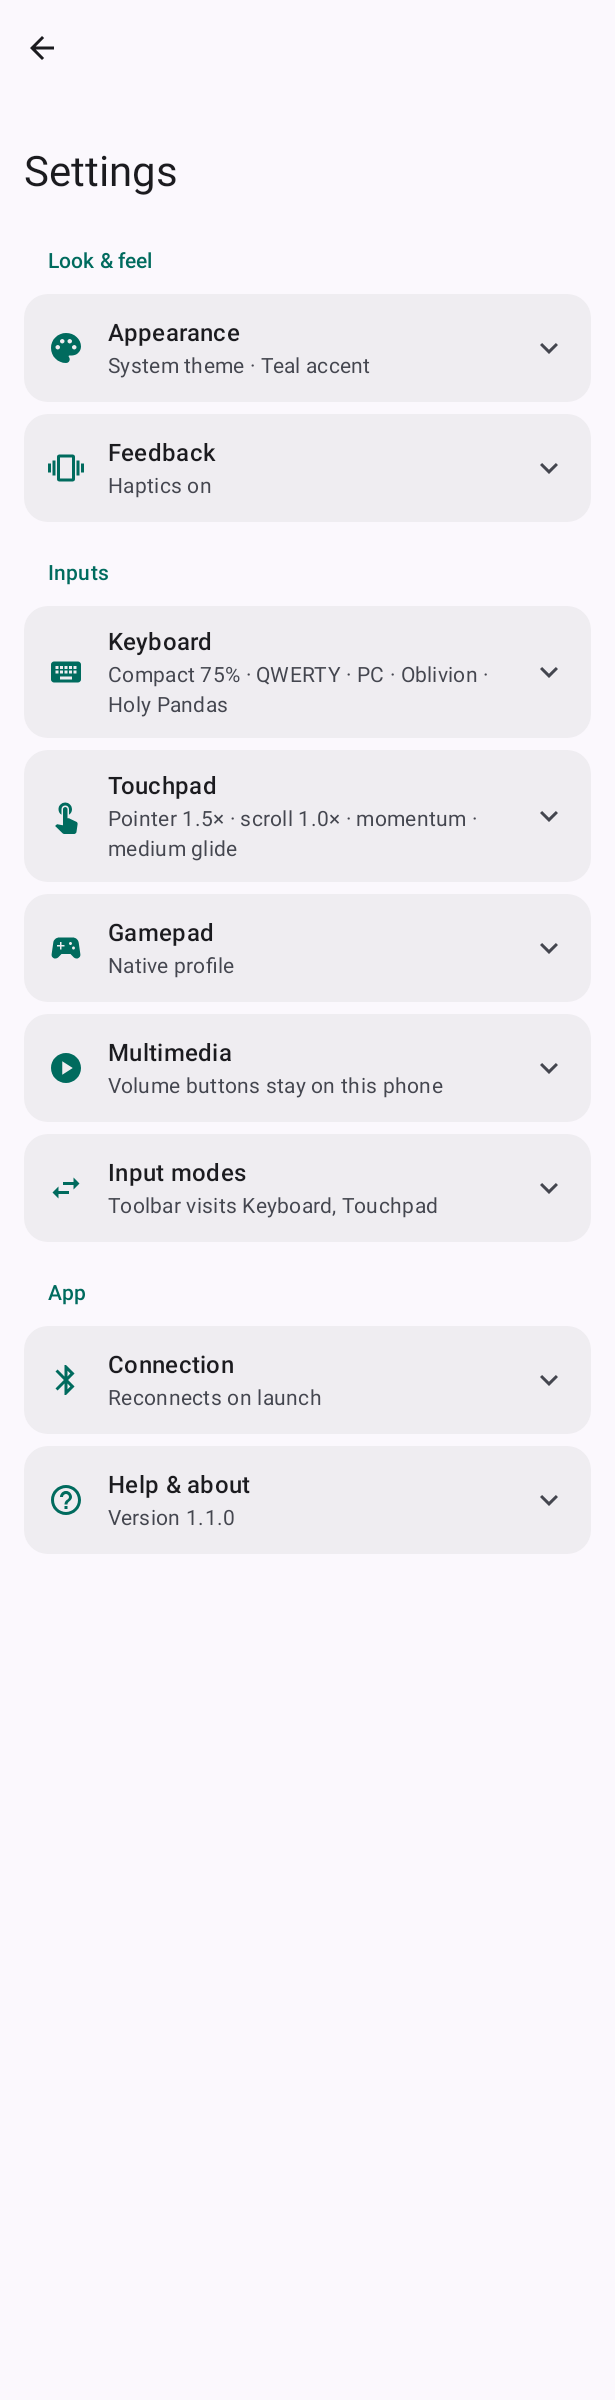 Settings
Look & feel
Appearance
System theme · Teal accent
Feedback
Haptics on
Inputs
Keyboard
Compact 75% · QWERTY · PC · Oblivion ·
Holy Pandas
Touchpad
Pointer 1.5× · scroll 1.0× · momentum ·
medium glide
Gamepad
Native profile
Multimedia
Volume buttons stay on this phone
Input modes
Toolbar visits Keyboard, Touchpad
App
Connection
Reconnects on launch
Help & about
Version 1.1.0